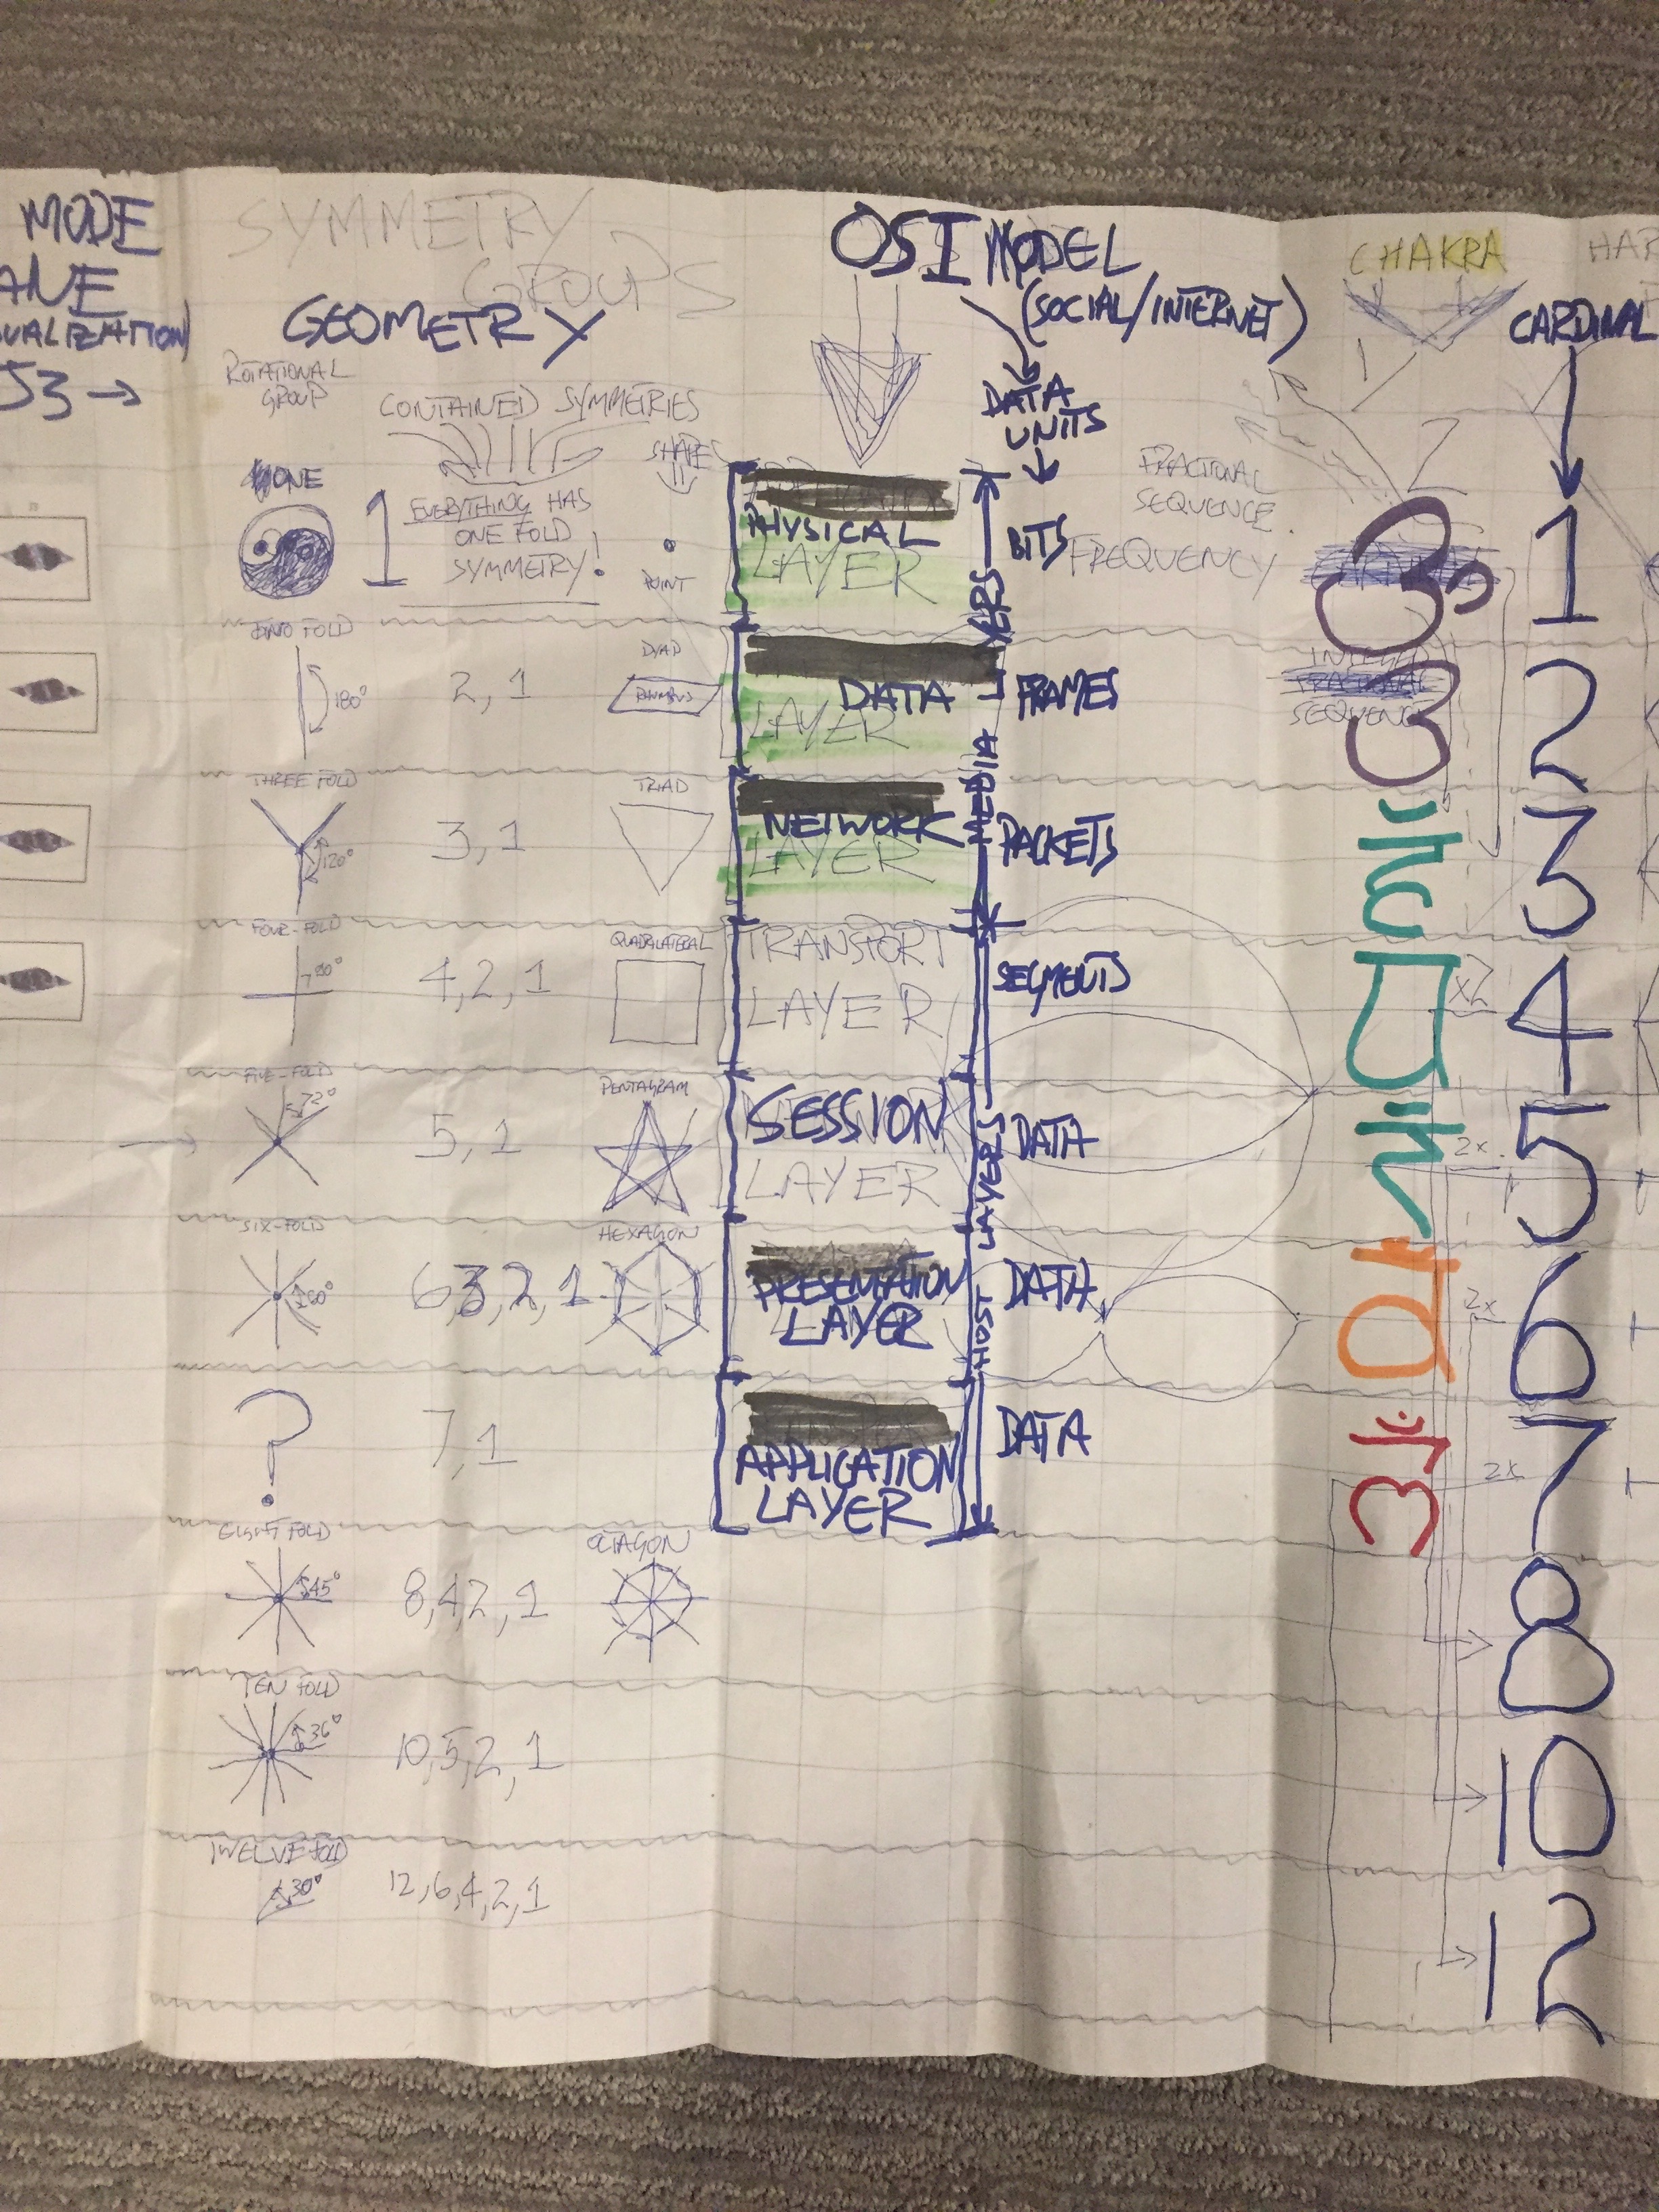 MODE
SYMMETRY
GROUPS
OSI MODEL
(SOCIAL/INTERNET)
CHAKRA
HAR
GEOMETRY
CARDINAL
53 →
ROTATIONAL
GROUP
CONTAINED SYMMETRIES
SHAPES
DATA
UNITS
FRACTIONAL
SEQUENCE
FREQUENCY
1
2
ONE
1
EVERYTHING HAS
ONE FOLD
SYMMETRY!
POINT
PHYSICAL
LAYER
BITS
1
TWO FOLD
180°
2,1
DYAD
RHOMBUS
DATA
LAYER
FRAMES
SEQUENCE
2
THREE FOLD
120°
3,1
TRIAD
NETWORK
LAYER
PACKETS
3
MEDIA LAYERS
FOUR-FOLD
90°
4,2,1
QUADRILATERAL
TRANSPORT
LAYER
SEGMENTS
x2
4
FIVE-FOLD
72°
5,1
PENTAGRAM
SESSION
LAYER
DATA
2x
5
SIX-FOLD
60°
6,3,2,1
HEXAGON
PRESENTATION
LAYER
DATA
2x
6
HOST LAYERS
?
7,1
APPLICATION
LAYER
DATA
2x
7
EIGHT FOLD
45°
8,4,2,1
OCTAGON
8
TEN FOLD
36°
10,5,2,1
10
TWELVE FOLD
30°
12,6,4,2,1
12